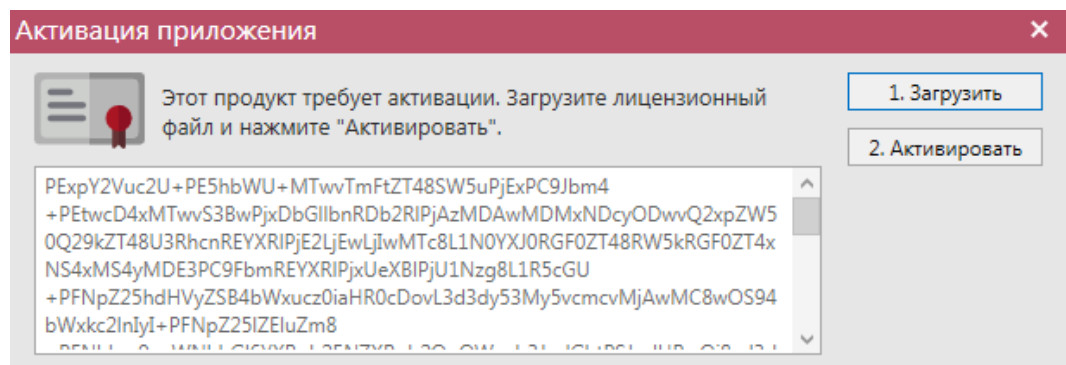 Активация приложения
Этот продукт требует активации. Загрузите лицензионный
файл и нажмите "Активировать".
1. Загрузить
2. Активировать
PExpY2Vuc2U+PE5hbWU+MTwvTmFtZT48SW5uPjExPC9Jbm4
+PEtwcD4xMTwvS3BwPjxDbGllbnRDb2RlPjAzMDAwMDMxNDcyODwvQ2xpZW5
0Q29kZT48U3RhcnREYXRlPjE2LjEwLjIwMTc8L1N0YXJ0RGF0ZT48RW5kRGF0ZT4x
NS4xMS4yMDE3PC9FbmREYXRlPjxUeXBlPjU1Nzg8L1R5cGU
+PFNpZ25hdHVyZSB4bWxucz0iaHR0cDovL3d3dy53My5vcmcvMjAwMC8wOS94
bWxkc2lnIyI+PFNpZ25lZEluZm8